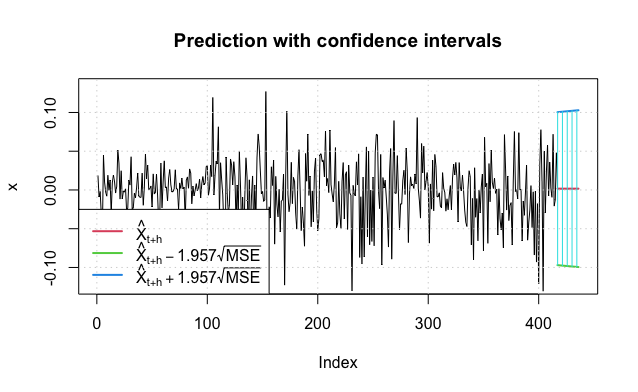 Prediction with confidence intervals
x
0.10
0.00
-0.10
X̂t+h
X̂t+h − 1.957√MSE
X̂t+h + 1.957√MSE
0 100 200 300 400
Index